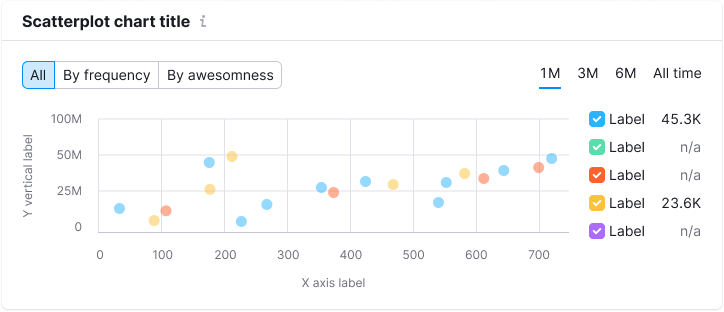 Scatterplot chart title i
All By frequency By awesomness
1M 3M 6M All time
Y vertical label
100M
50M
25M
0
0 100 200 300 400 500 600 700
X axis label
Label 45.3K
Label n/a
Label n/a
Label 23.6K
Label n/a